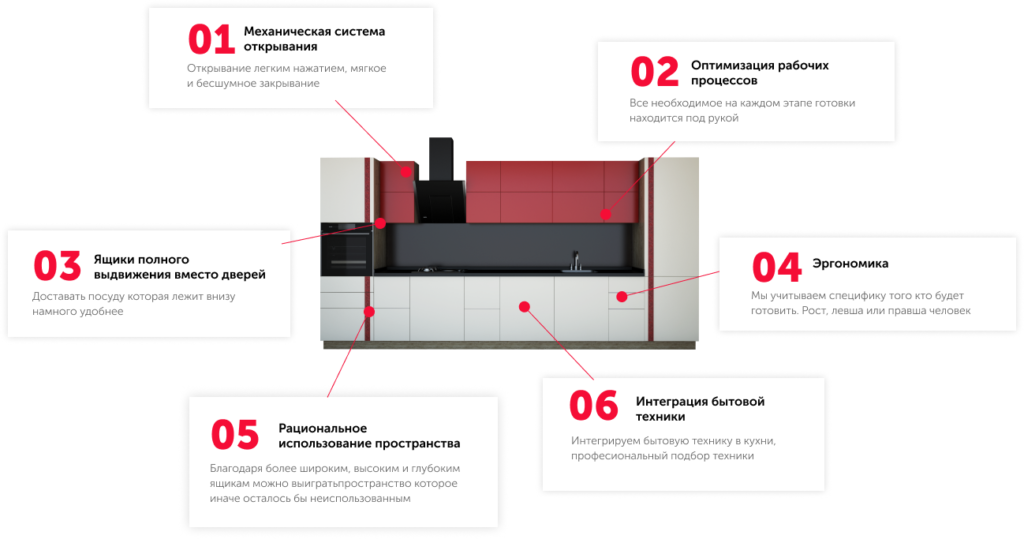 01
Механическая система
открывания
Открывание легким нажатием, мягкое
и бесшумное закрывание
02
Оптимизация рабочих
процессов
Все необходимое на каждом этапе готовки
находится под рукой
03
Ящики полного
выдвижения вместо дверей
Доставать посуду которая лежит внизу
намного удобнее
04
Эргономика
Мы учитываем специфику того кто будет
готовить. Рост, левша или правша человек
05
Рациональное
использование пространства
Благодаря более широким, высоким и глубоким
ящикам можно выигратьпространство которое
иначе осталось бы неиспользованным
06
Интеграция бытовой
техники
Интегрируем бытовую технику в кухни,
професиональный подбор техники